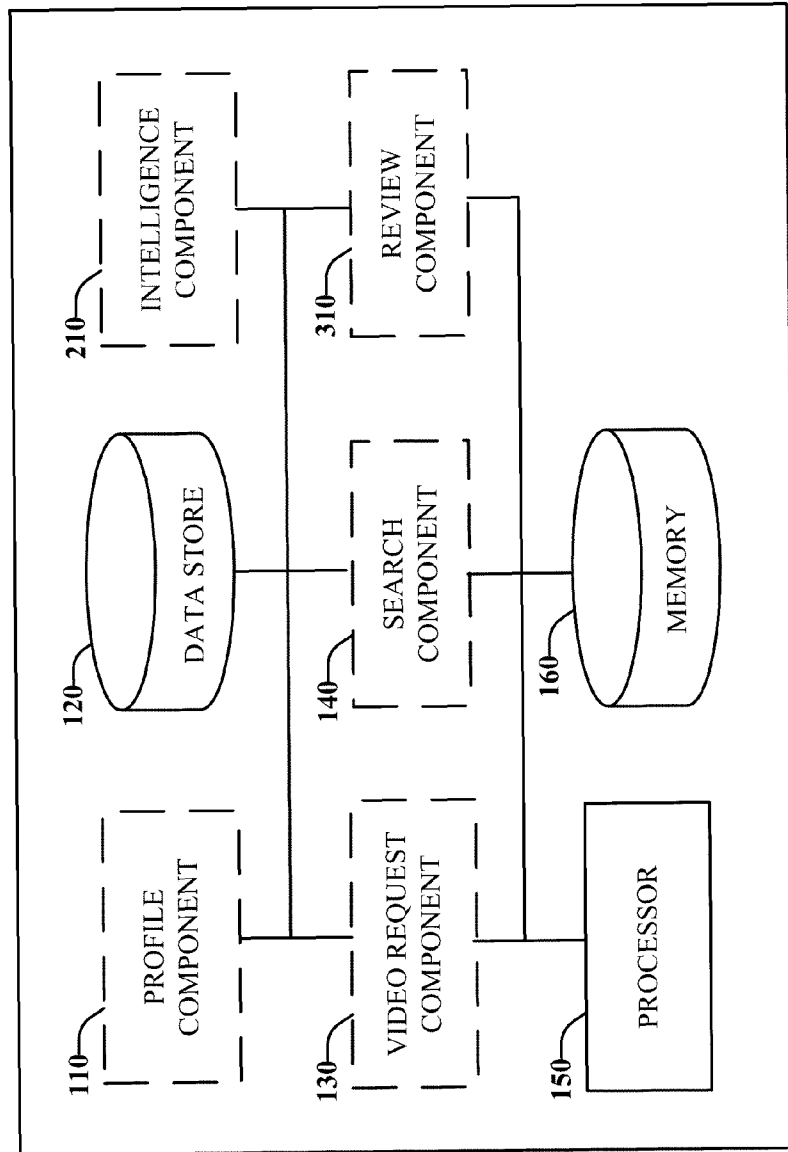 110
PROFILE
COMPONENT
120
DATA STORE
210
INTELLIGENCE
COMPONENT
130
VIDEO REQUEST
COMPONENT
140
SEARCH
COMPONENT
310
REVIEW
COMPONENT
150
PROCESSOR
160
MEMORY